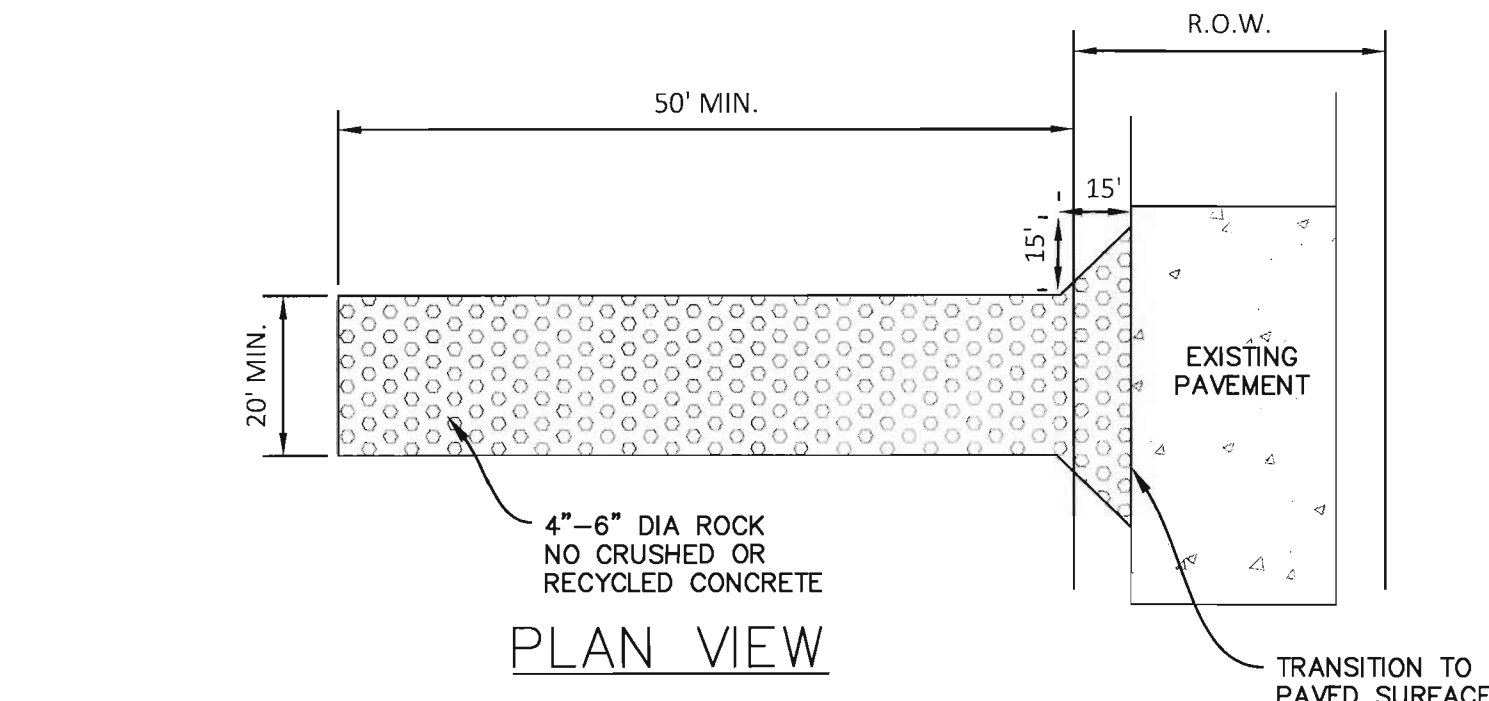 R.O.W.
50' MIN.
15'
15'
20' MIN.
EXISTING
PAVEMENT
4"-6" DIA ROCK
NO CRUSHED OR
RECYCLED CONCRETE
PLAN VIEW
TRANSITION TO
PAVED SURFACE